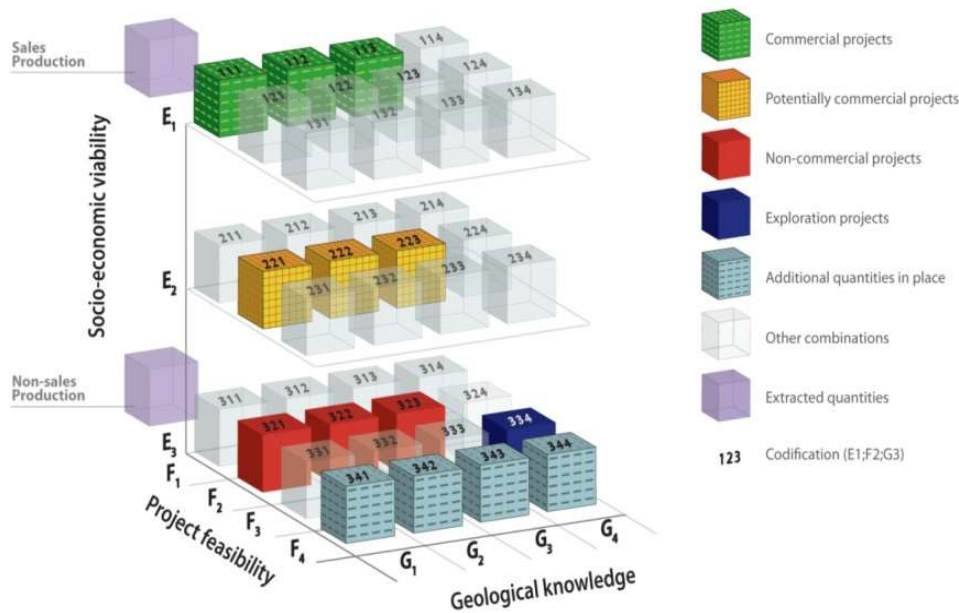 Sales
Production
Socio-economic viability
E1
111
112
113
114
121
122
123
124
131
132
133
134
E2
211
212
213
214
221
222
223
224
231
232
233
234
Non-sales
Production
E3
311
312
313
314
321
322
323
324
331
332
333
334
341
342
343
344
F1
F2
F3
F4
Project feasibility
G1
G2
G3
G4
Geological knowledge
Commercial projects
Potentially commercial projects
Non-commercial projects
Exploration projects
Additional quantities in place
Other combinations
Extracted quantities
123 Codification (E1;F2;G3)